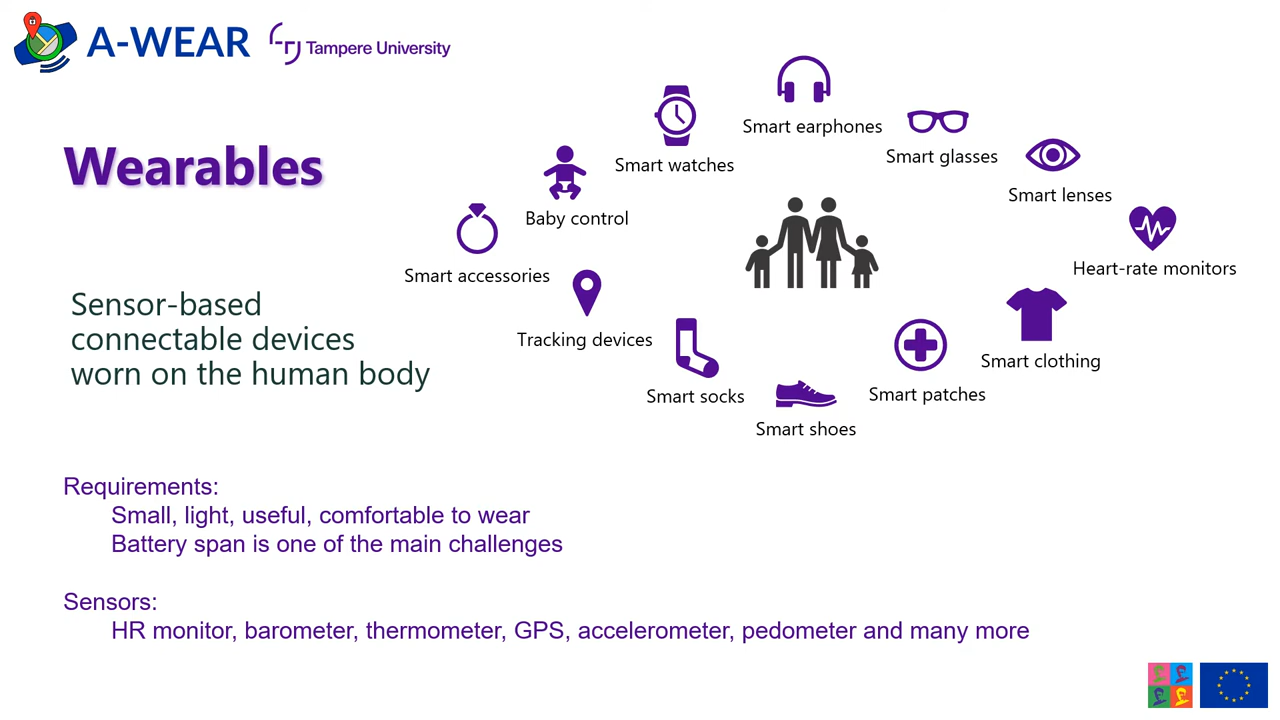 A-WEAR
Tampere University
Wearables
Sensor-based
connectable devices
worn on the human body
Smart earphones
Smart watches
Smart glasses
Smart lenses
Baby control
Heart-rate monitors
Smart accessories
Tracking devices
Smart clothing
Smart socks
Smart patches
Smart shoes
Requirements:
Small, light, useful, comfortable to wear
Battery span is one of the main challenges
Sensors:
HR monitor, barometer, thermometer, GPS, accelerometer, pedometer and many more